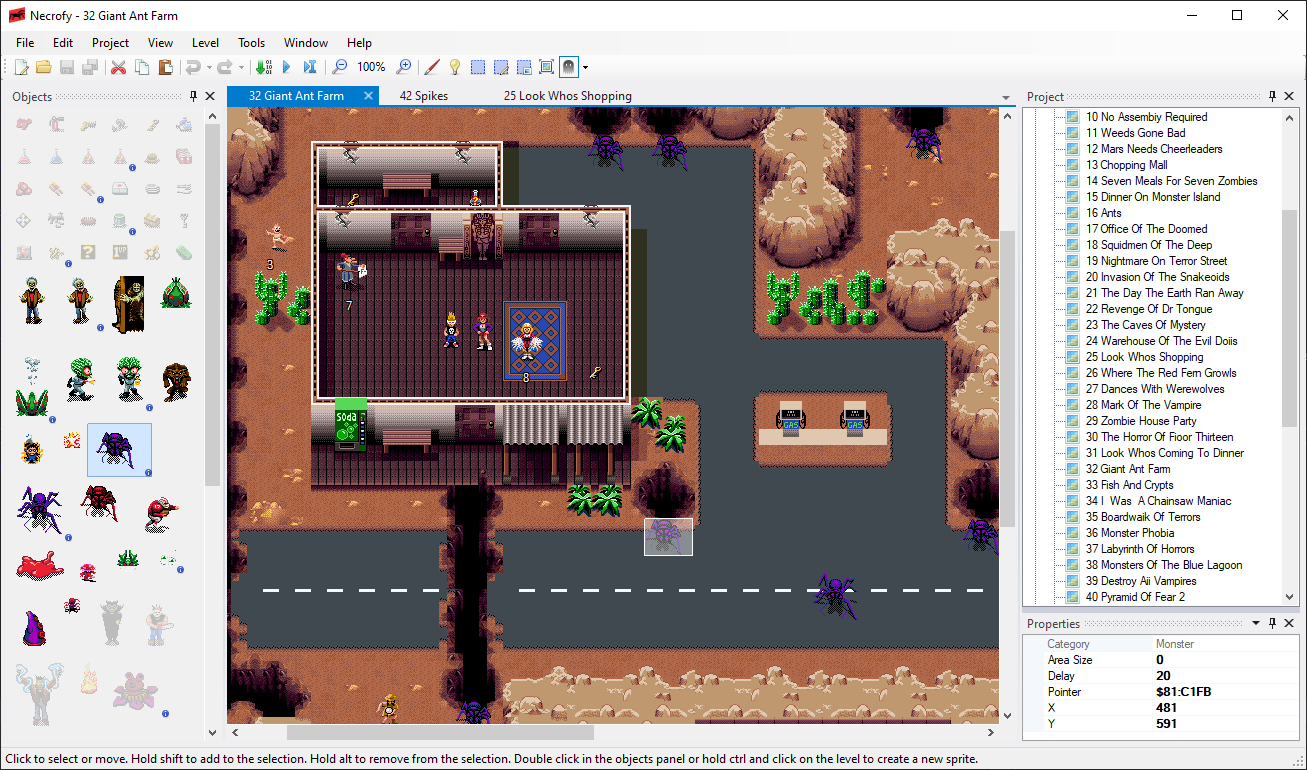 Necrofy - 32 Giant Ant Farm
File Edit Project View Level Tools Window Help
100%
Objects
32 Giant Ant Farm 42 Spikes 25 Look Whos Shopping
3
7
8
Soda
GAS GAS
Project
10 No Assembiy Required
11 Weeds Gone Bad
12 Mars Needs Cheerleaders
13 Chopping Mall
14 Seven Meals For Seven Zombies
15 Dinner On Monster Island
16 Ants
17 Office Of The Doomed
18 Squidmen Of The Deep
19 Nightmare On Terror Street
20 Invasion Of The Snakeoids
21 The Day The Earth Ran Away
22 Revenge Of Dr Tongue
23 The Caves Of Mystery
24 Warehouse Of The Evil Doiis
25 Look Whos Shopping
26 Where The Red Fern Growls
27 Dances With Werewolves
28 Mark Of The Vampire
29 Zombie House Party
30 The Horror Of Fioor Thirteen
31 Look Whos Coming To Dinner
32 Giant Ant Farm
33 Fish And Crypts
34 I Was A Chainsaw Maniac
35 Boardwaik Of Terrors
36 Monster Phobia
37 Labyrinth Of Horrors
38 Monsters Of The Blue Lagoon
39 Destroy Aii Vampires
40 Pyramid Of Fear 2
Properties
Category Monster
Area Size 0
Delay 20
Pointer $81:C1FB
X 481
Y 591
Click to select or move. Hold shift to add to the selection. Hold alt to remove from the selection. Double click in the objects panel or hold ctrl and click on the level to create a new sprite.